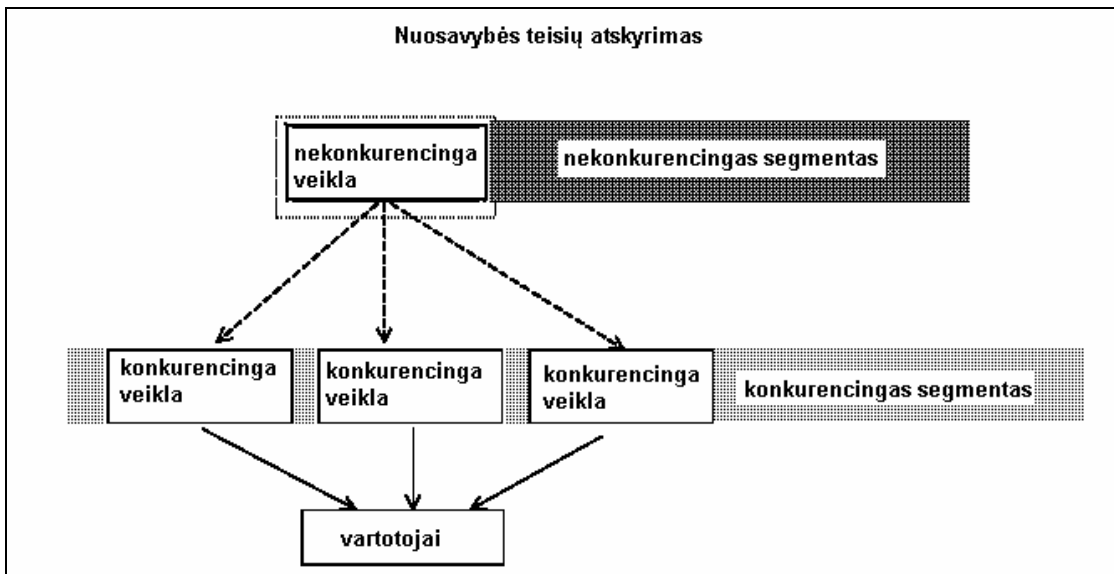 Nuosavybės teisių atskyrimas
nekonkurencinga
veikla
nekonkurencingas segmentas
konkurencinga
veikla
konkurencinga
veikla
konkurencinga
veikla
konkurencingas segmentas
vartotojai